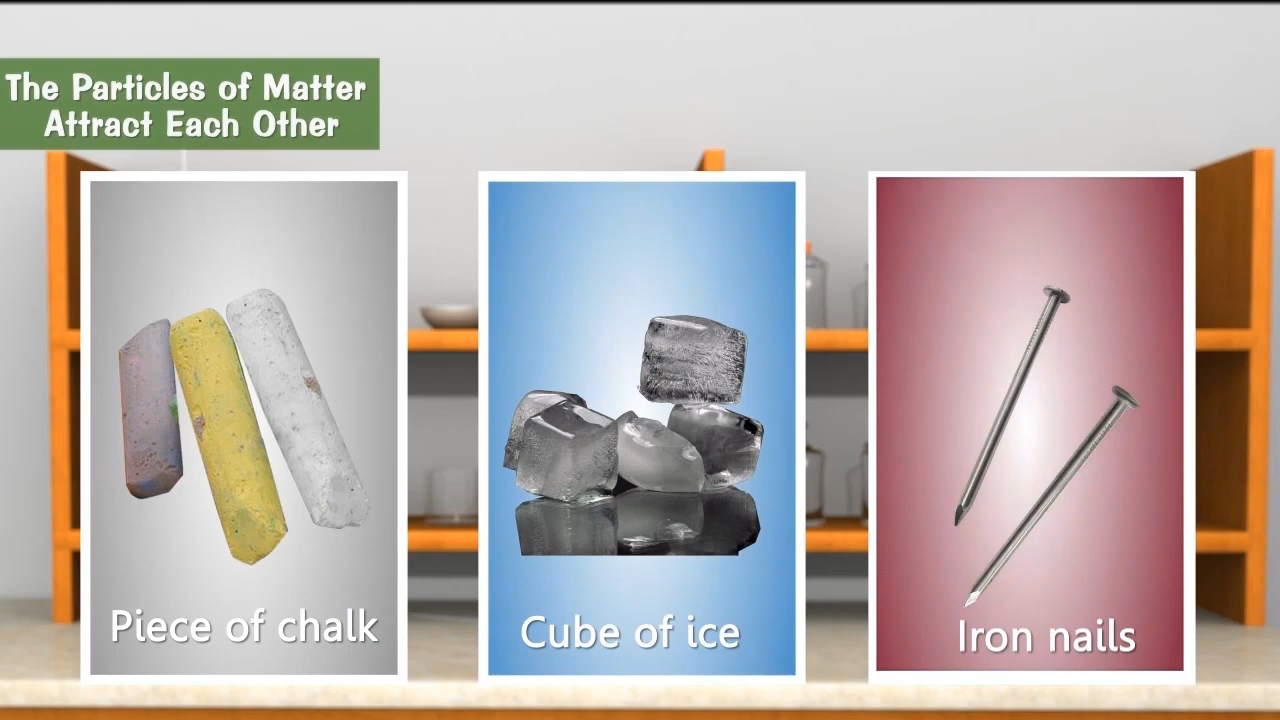 The Particles of Matter
Attract Each Other
Piece of chalk
Cube of ice
Iron nails